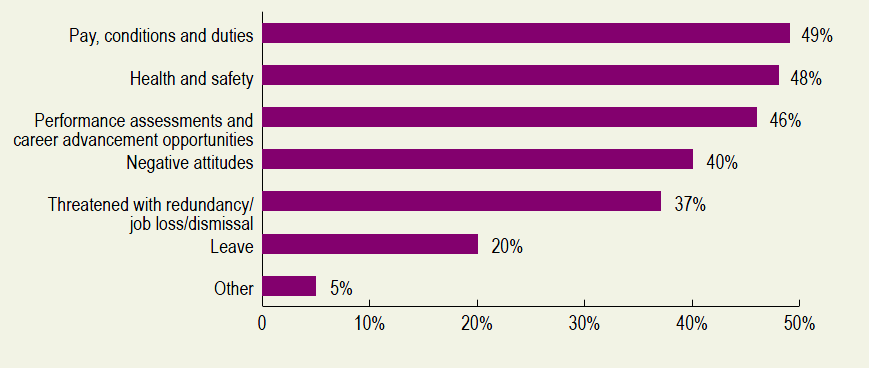 Pay, conditions and duties 49%
Health and safety 48%
Performance assessments and
career advancement opportunities 46%
Negative attitudes 40%
Threatened with redundancy/
job loss/dismissal 37%
Leave 20%
Other 5%
0 10% 20% 30% 40% 50%